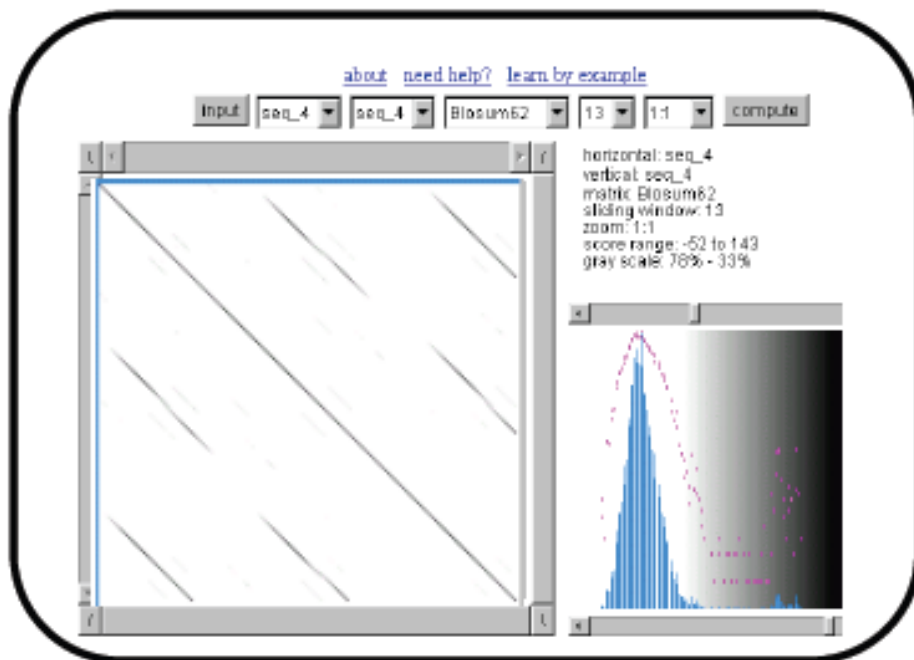 about need help? learn by example
input seq_4 seq_4 Blosum62 13 1:1 compute
horizontal: seq_4
vertical: seq_4
matrix: Blosum62
sliding window: 13
zoom: 1:1
score range: -52 to 143
gray scale: 78% - 33%